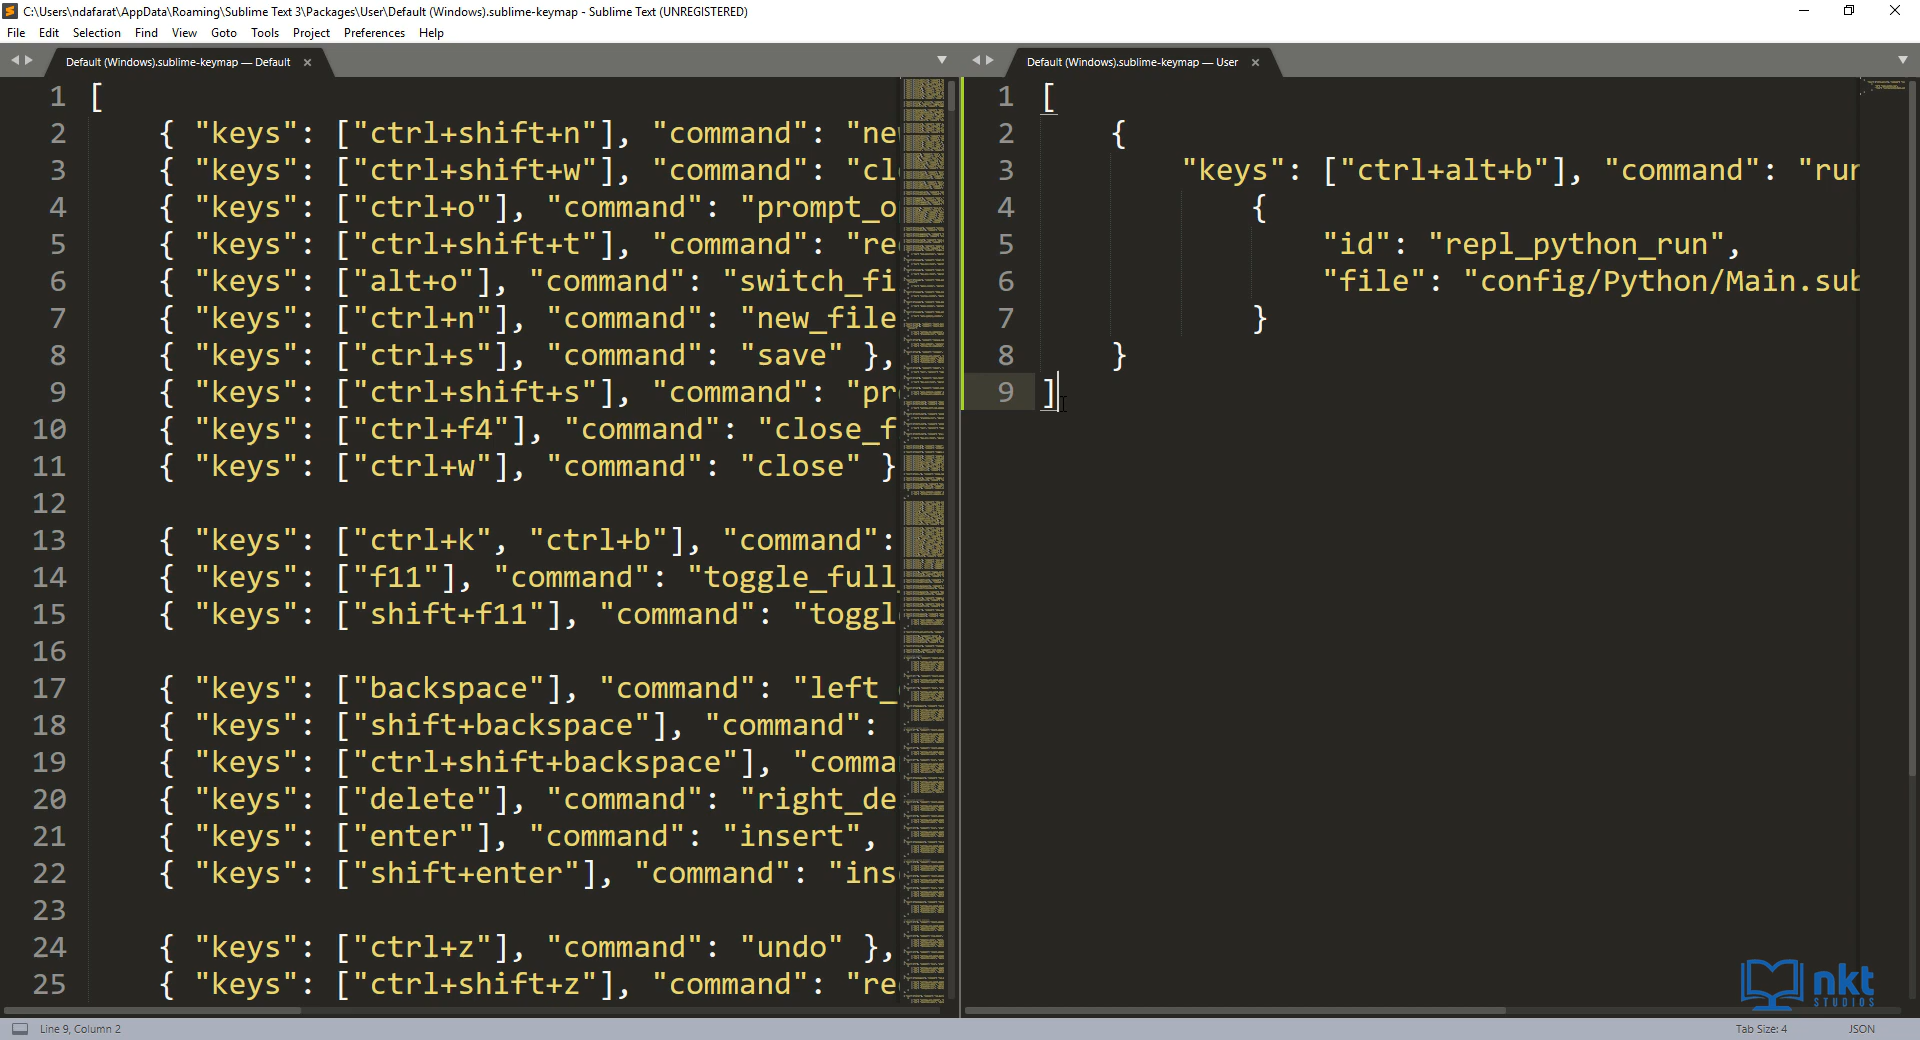 C:\Users\ndafarat\AppData\Roaming\Sublime Text 3\Packages\User\Default (Windows).sublime-keymap - Sublime Text (UNREGISTERED)
File Edit Selection Find View Goto Tools Project Preferences Help
Default (Windows).sublime-keymap — Default
1 [
2 { "keys": ["ctrl+shift+n"], "command": "ne
3 { "keys": ["ctrl+shift+w"], "command": "cl
4 { "keys": ["ctrl+o"], "command": "prompt_o
5 { "keys": ["ctrl+shift+t"], "command": "re
6 { "keys": ["alt+o"], "command": "switch_fi
7 { "keys": ["ctrl+n"], "command": "new_file
8 { "keys": ["ctrl+s"], "command": "save" },
9 { "keys": ["ctrl+shift+s"], "command": "pr
10 { "keys": ["ctrl+f4"], "command": "close_f
11 { "keys": ["ctrl+w"], "command": "close" }
12
13 { "keys": ["ctrl+k", "ctrl+b"], "command":
14 { "keys": ["f11"], "command": "toggle_full
15 { "keys": ["shift+f11"], "command": "toggl
16
17 { "keys": ["backspace"], "command": "left_
18 { "keys": ["shift+backspace"], "command":
19 { "keys": ["ctrl+shift+backspace"], "comma
20 { "keys": ["delete"], "command": "right_de
21 { "keys": ["enter"], "command": "insert",
22 { "keys": ["shift+enter"], "command": "ins
23
24 { "keys": ["ctrl+z"], "command": "undo" },
25 { "keys": ["ctrl+shift+z"], "command": "re
Default (Windows).sublime-keymap — User
1 [
2 {
3 "keys": ["ctrl+alt+b"], "command": "run
4 {
5 "id": "repl_python_run",
6 "file": "config/Python/Main.sub
7 }
8 }
9 ]
nkt
STUDIOS
Line 9, Column 2
Tab Size: 4
JSON